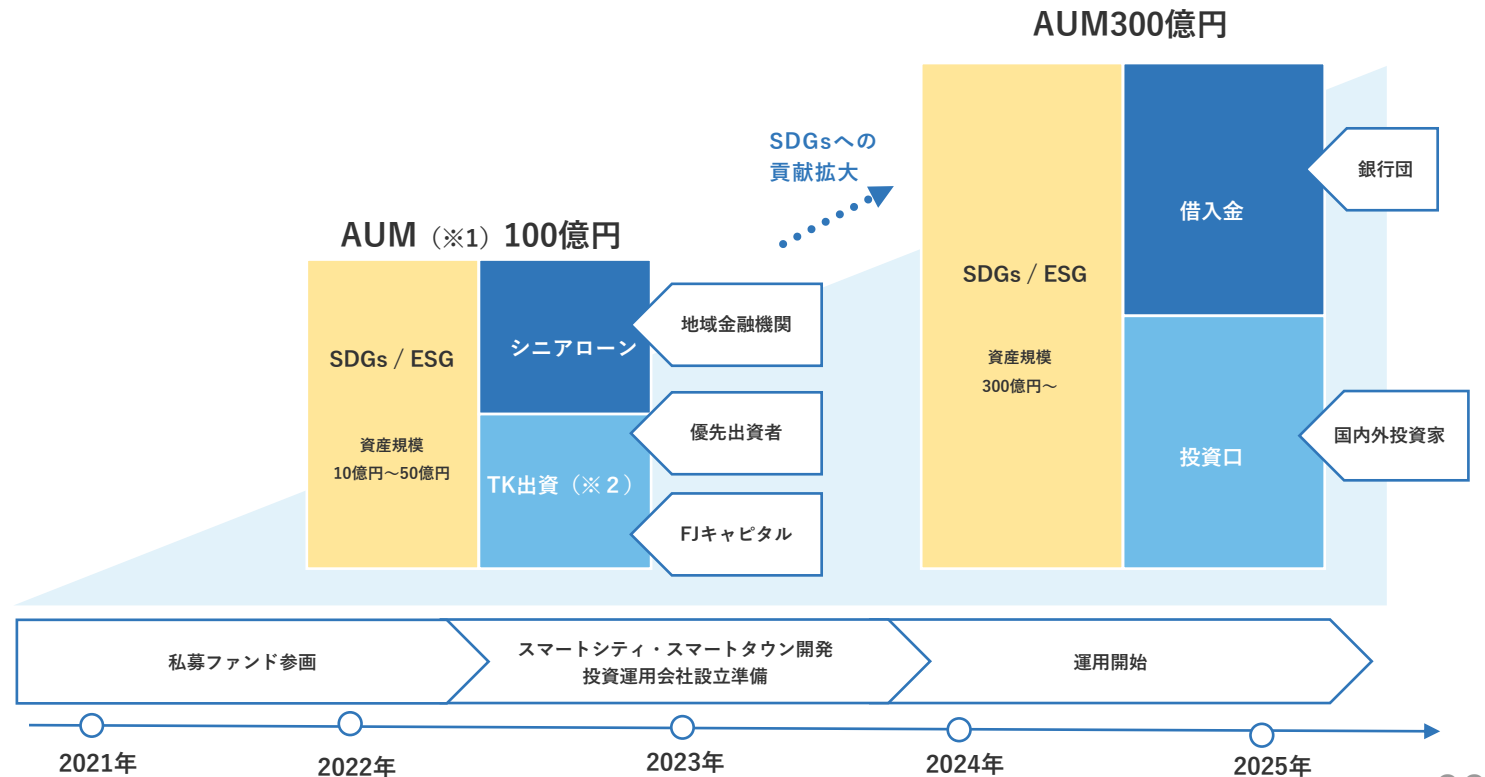 AUM300億円
SDGsへの
貢献拡大
銀行団
借入金
AUM（※1）100億円
SDGs / ESG
資産規模
300億円～
地域金融機関
シニアローン
SDGs / ESG
優先出資者
国内外投資家
投資口
資産規模
10億円～50億円
TK出資（※２）
FJキャピタル
私募ファンド参画
スマートシティ・スマートタウン開発
投資運用会社設立準備
運用開始
2021年
2022年
2023年
2024年
2025年